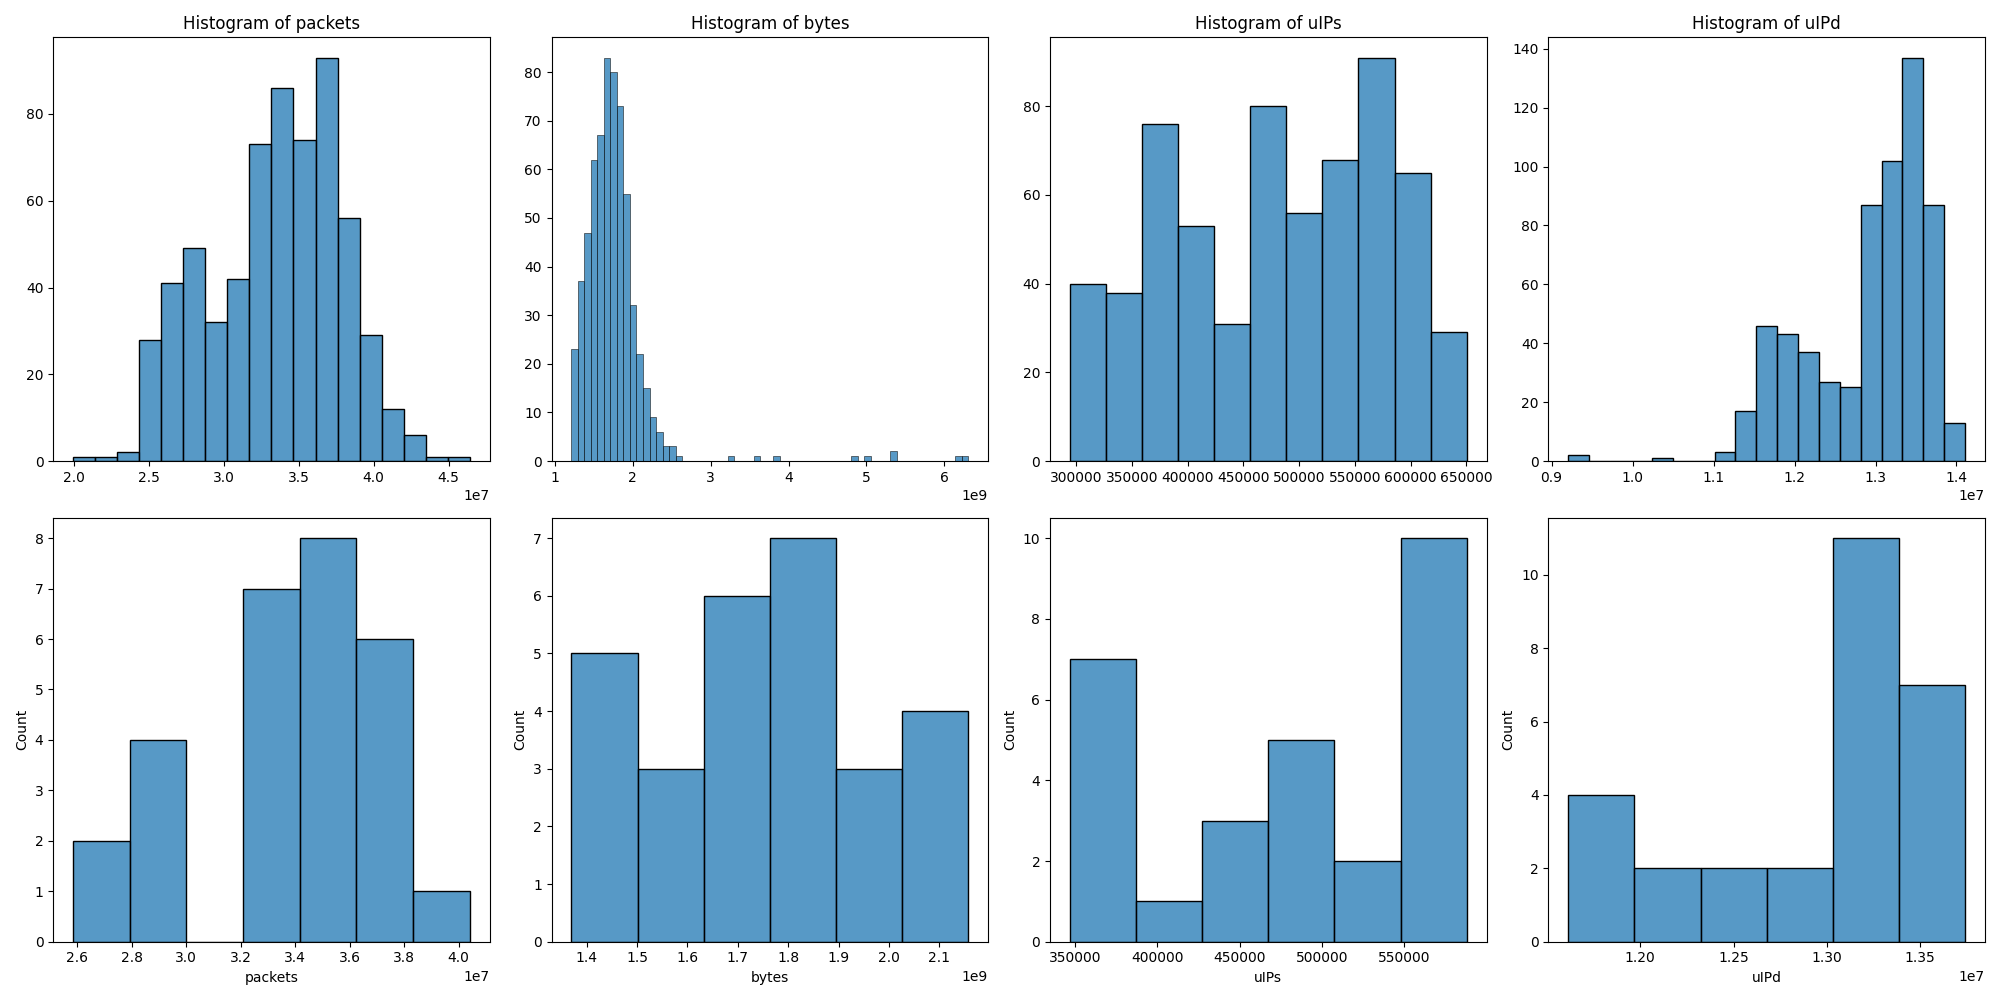 Histogram of packets
Histogram of bytes
Histogram of uIPs
Histogram of uIPd
80
60
40
20
0
2.0 2.5 3.0 3.5 4.0 4.5
1e7
80
70
60
50
40
30
20
10
0
1 2 3 4 5 6
1e9
80
60
40
20
0
300000 350000 400000 450000 500000 550000 600000 650000
140
120
100
80
60
40
20
0
0.9 1.0 1.1 1.2 1.3 1.4
1e7
8
7
6
5
4
3
2
1
0
Count
2.6 2.8 3.0 3.2 3.4 3.6 3.8 4.0
1e7
packets
7
6
5
4
3
2
1
0
Count
1.4 1.5 1.6 1.7 1.8 1.9 2.0 2.1
1e9
bytes
10
8
6
4
2
0
Count
350000 400000 450000 500000 550000
uIPs
10
8
6
4
2
0
Count
1.20 1.25 1.30 1.35
1e7
uIPd